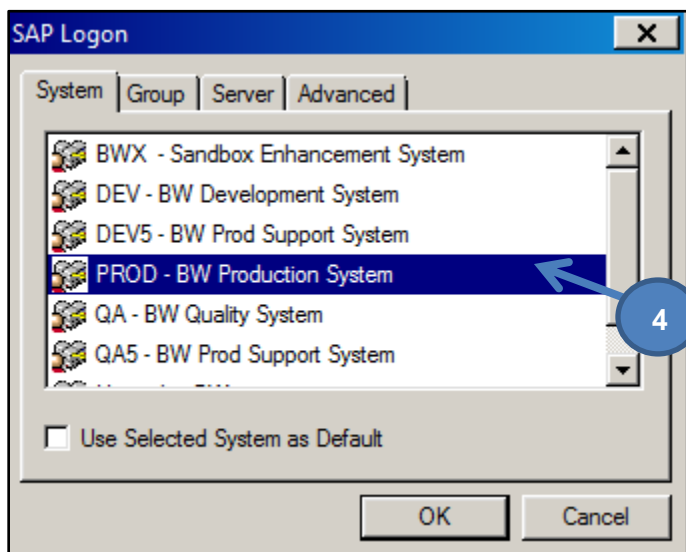 SAP Logon
System Group Server Advanced
BWX - Sandbox Enhancement System
DEV - BW Development System
DEV5 - BW Prod Support System
PROD - BW Production System
4
QA - BW Quality System
QA5 - BW Prod Support System
Use Selected System as Default
OK Cancel